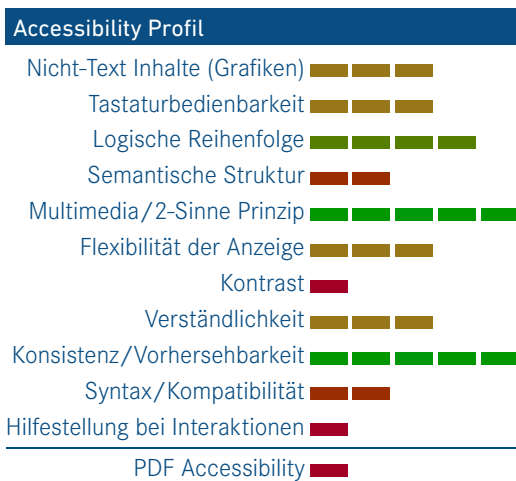 Accessibility Profil
Nicht-Text Inhalte (Grafiken)
Tastaturbedienbarkeit
Logische Reihenfolge
Semantische Struktur
Multimedia/2-Sinne Prinzip
Flexibilität der Anzeige
Kontrast
Verständlichkeit
Konsistenz/Vorhersehbarkeit
Syntax/Kompatibilität
Hilfestellung bei Interaktionen
PDF Accessibility